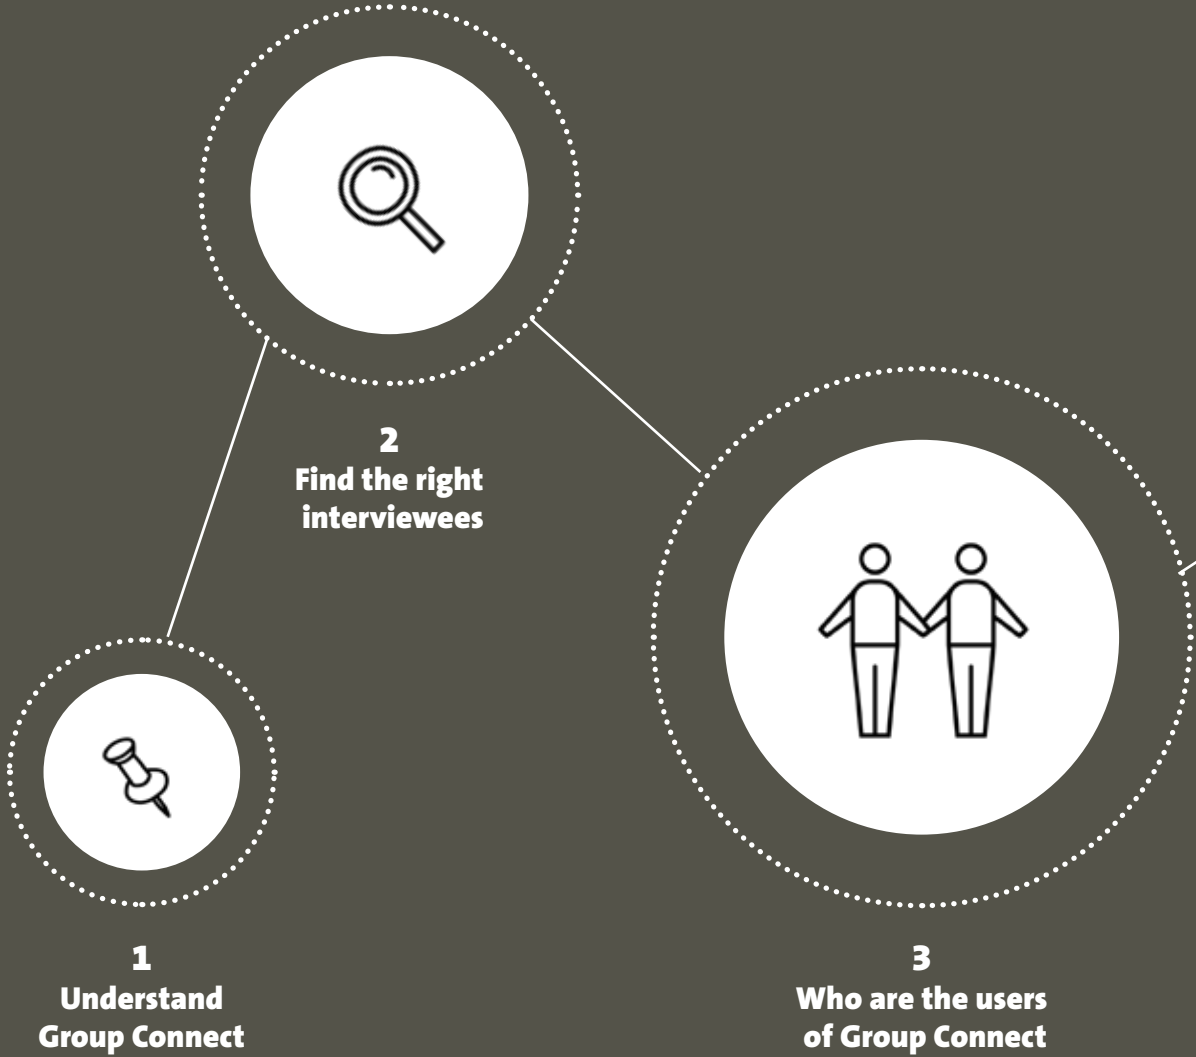 2
Find the right
interviewees
1
Understand
Group Connect
3
Who are the users
of Group Connect